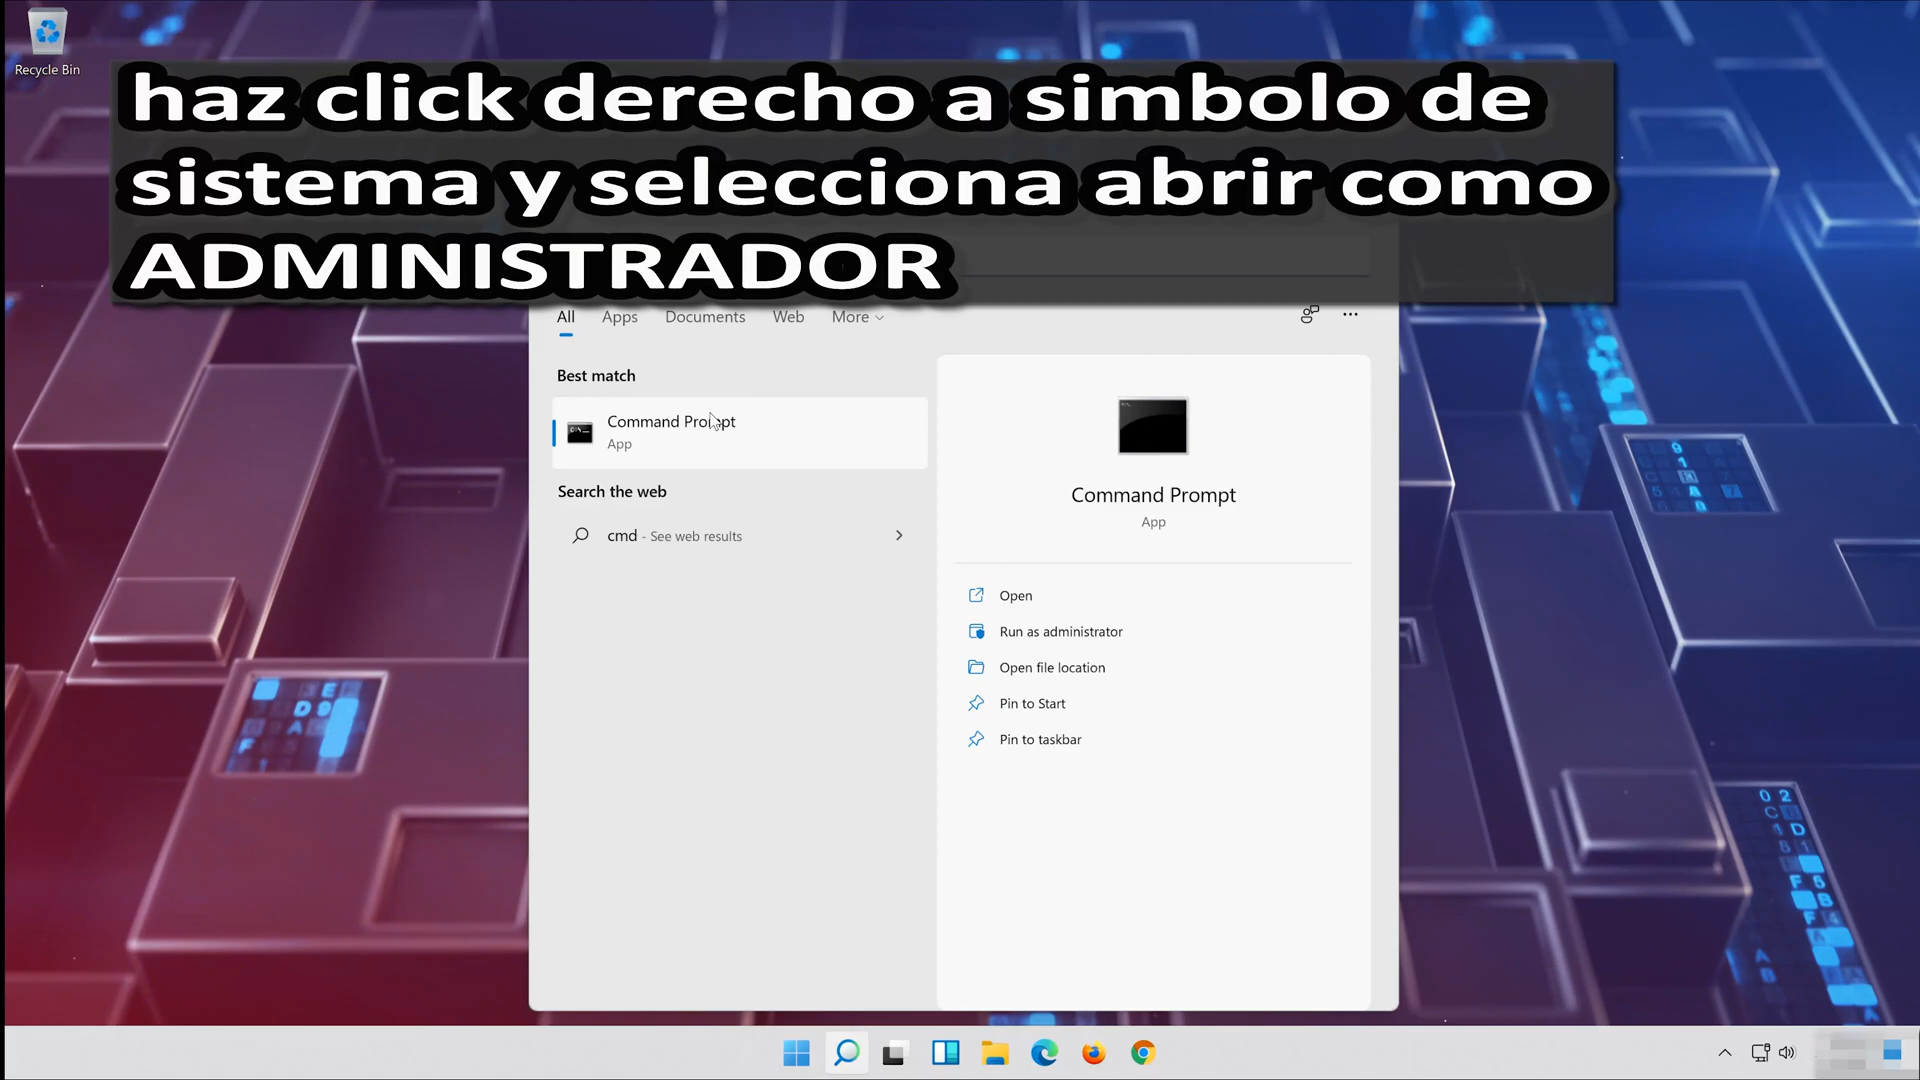 Recycle Bin
haz click derecho a simbolo de
sistema y selecciona abrir como
ADMINISTRADOR
All Apps Documents Web More
Best match
Command Prompt
App
Search the web
cmd - See web results
Command Prompt
App
Open
Run as administrator
Open file location
Pin to Start
Pin to taskbar